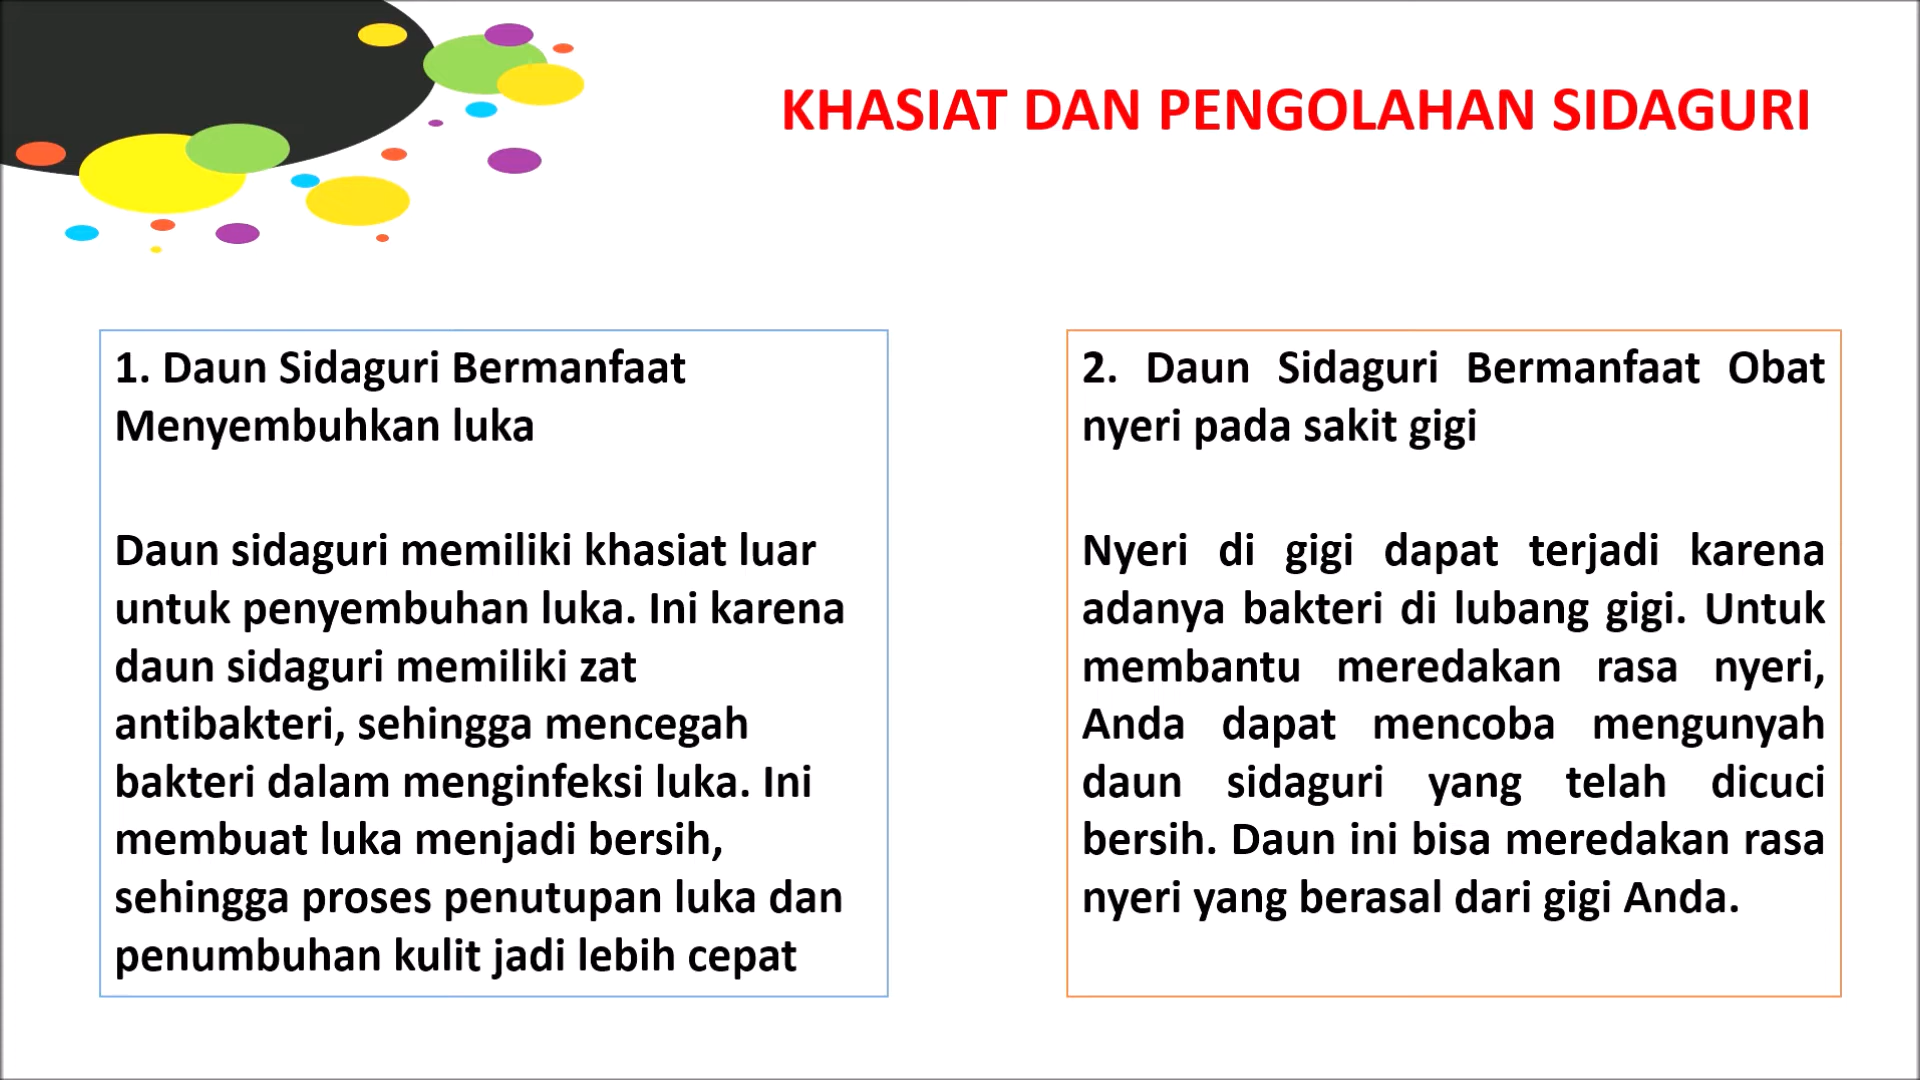 KHASIAT DAN PENGOLAHAN SIDAGURI
1. Daun Sidaguri Bermanfaat
Menyembuhkan luka
Daun sidaguri memiliki khasiat luar
untuk penyembuhan luka. Ini karena
daun sidaguri memiliki zat
antibakteri, sehingga mencegah
bakteri dalam menginfeksi luka. Ini
membuat luka menjadi bersih,
sehingga proses penutupan luka dan
penumbuhan kulit jadi lebih cepat
2. Daun Sidaguri Bermanfaat Obat
nyeri pada sakit gigi
Nyeri di gigi dapat terjadi karena
adanya bakteri di lubang gigi. Untuk
membantu meredakan rasa nyeri,
Anda dapat mencoba mengunyah
daun sidaguri yang telah dicuci
bersih. Daun ini bisa meredakan rasa
nyeri yang berasal dari gigi Anda.